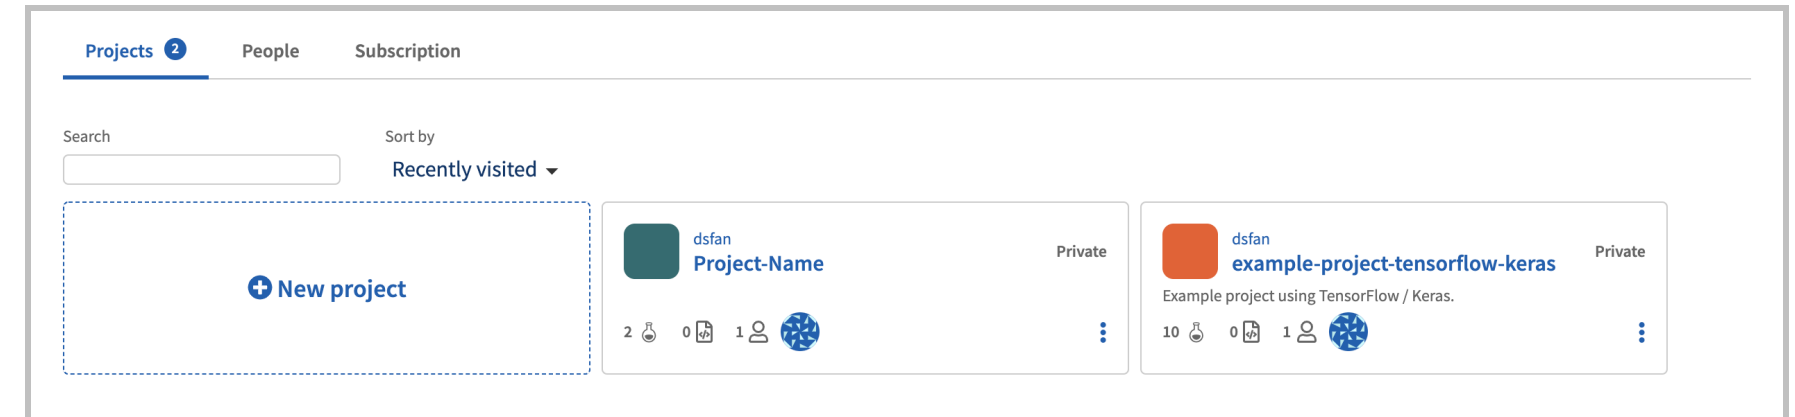 Projects 2 People Subscription
Search
Sort by
Recently visited
New project
dsfan
Project-Name
Private
2 0 1
dsfan
example-project-tensorflow-keras
Private
Example project using TensorFlow / Keras.
10 0 1